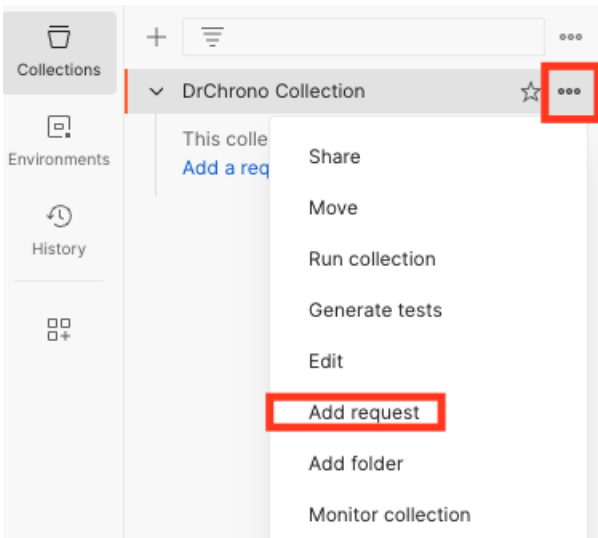 Collections
Environments
History
DrChrono Collection
This colle
Add a req
Share
Move
Run collection
Generate tests
Edit
Add request
Add folder
Monitor collection